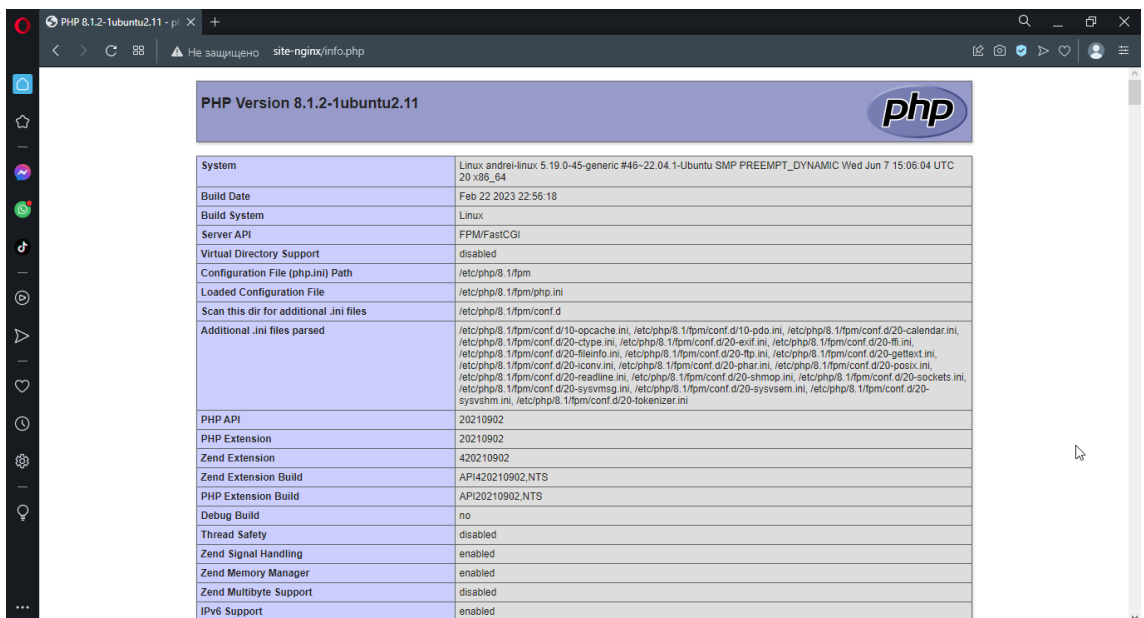 PHP 8.1.2-1ubuntu2.11 - pl
Не защищено site-nginx/info.php
PHP Version 8.1.2-1ubuntu2.11
php
System Linux andrei-linux 5.19.0-45-generic #46~22.04.1-Ubuntu SMP PREEMPT_DYNAMIC Wed Jun 7 15:06:04 UTC
20 x86_64
Build Date Feb 22 2023 22:56:18
Build System Linux
Server API FPM/FastCGI
Virtual Directory Support disabled
Configuration File (php.ini) Path /etc/php/8.1/fpm
Loaded Configuration File /etc/php/8.1/fpm/php.ini
Scan this dir for additional .ini files /etc/php/8.1/fpm/conf.d
Additional .ini files parsed /etc/php/8.1/fpm/conf.d/10-opcache.ini, /etc/php/8.1/fpm/conf.d/10-pdo.ini, /etc/php/8.1/fpm/conf.d/20-calendar.ini,
/etc/php/8.1/fpm/conf.d/20-ctype.ini, /etc/php/8.1/fpm/conf.d/20-exif.ini, /etc/php/8.1/fpm/conf.d/20-ffi.ini,
/etc/php/8.1/fpm/conf.d/20-fileinfo.ini, /etc/php/8.1/fpm/conf.d/20-ftp.ini, /etc/php/8.1/fpm/conf.d/20-gettext.ini,
/etc/php/8.1/fpm/conf.d/20-iconv.ini, /etc/php/8.1/fpm/conf.d/20-phar.ini, /etc/php/8.1/fpm/conf.d/20-posix.ini,
/etc/php/8.1/fpm/conf.d/20-readline.ini, /etc/php/8.1/fpm/conf.d/20-shmop.ini, /etc/php/8.1/fpm/conf.d/20-sockets.ini,
/etc/php/8.1/fpm/conf.d/20-sysvmsg.ini, /etc/php/8.1/fpm/conf.d/20-sysvsem.ini, /etc/php/8.1/fpm/conf.d/20-
sysvshm.ini, /etc/php/8.1/fpm/conf.d/20-tokenizer.ini
PHP API 20210902
PHP Extension 20210902
Zend Extension 420210902
Zend Extension Build API420210902,NTS
PHP Extension Build API20210902,NTS
Debug Build no
Thread Safety disabled
Zend Signal Handling enabled
Zend Memory Manager enabled
Zend Multibyte Support disabled
IPv6 Support enabled